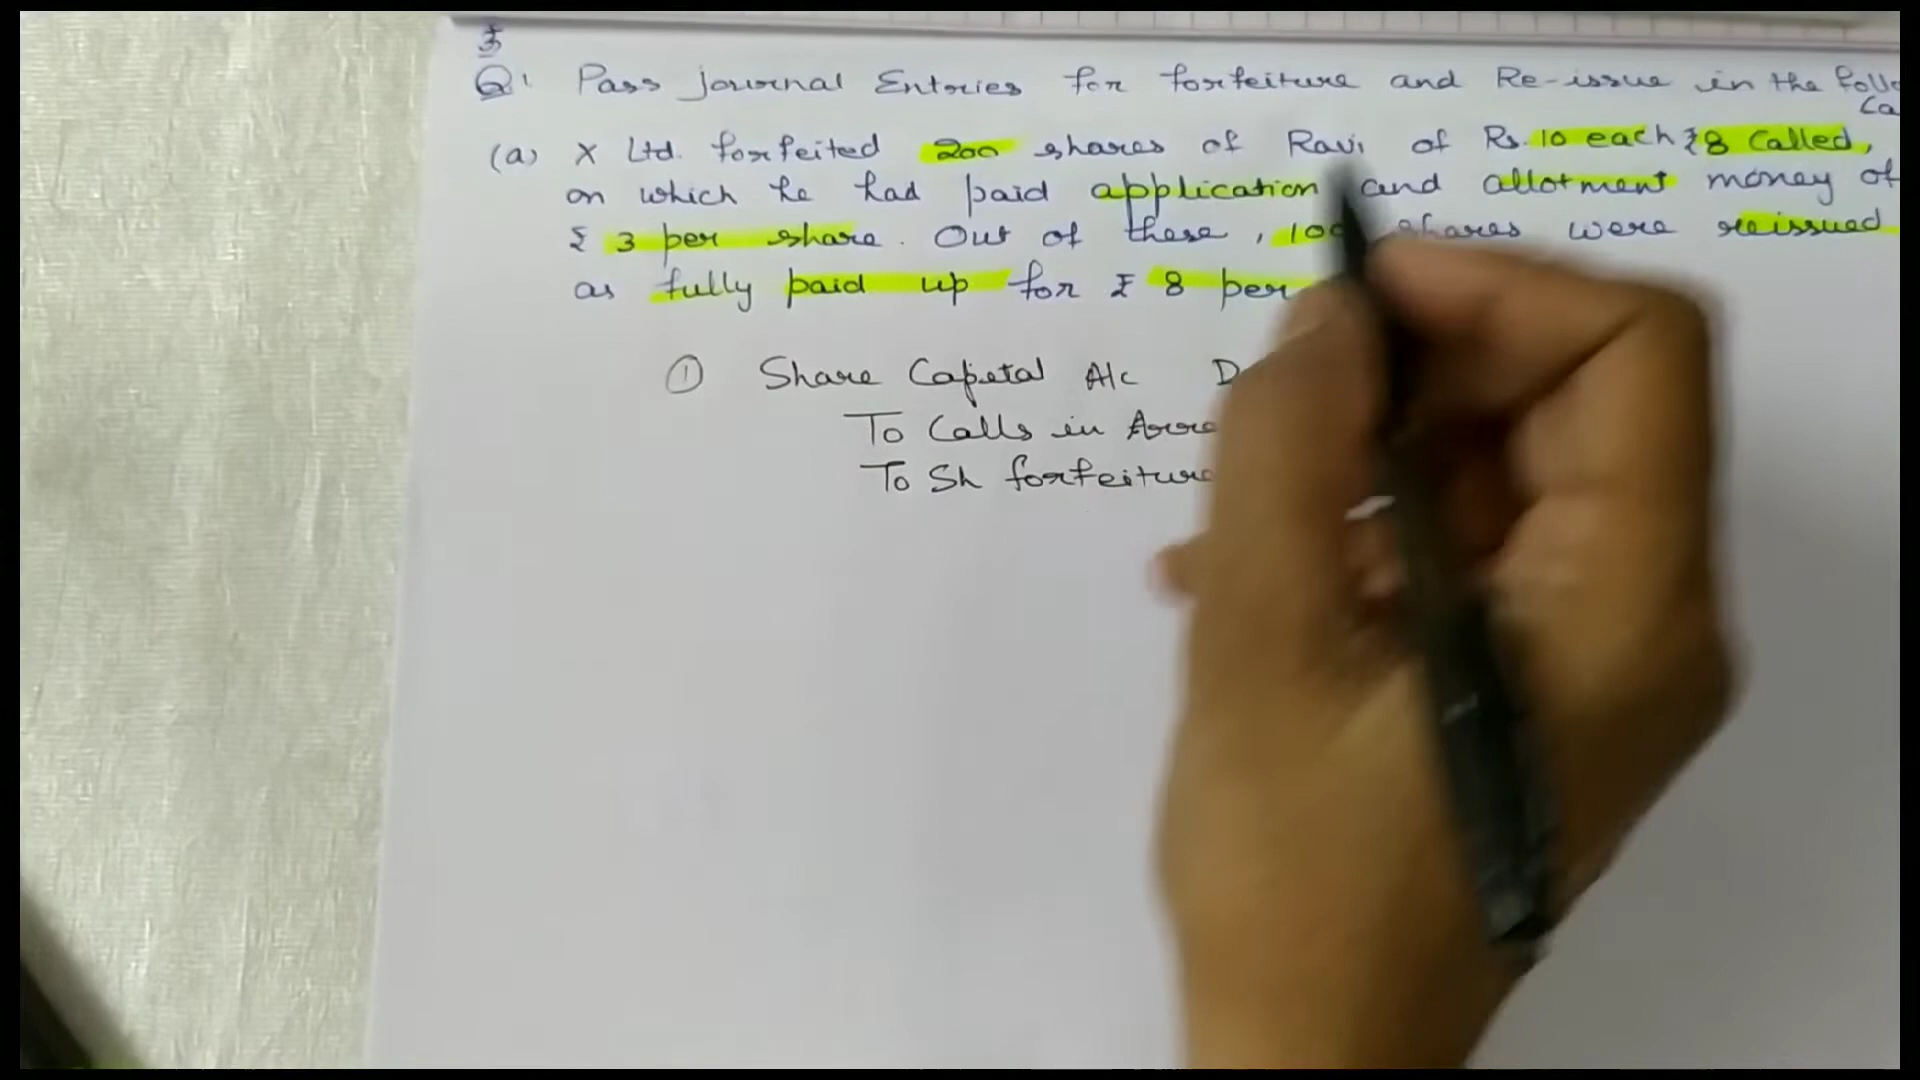 Q. Pass Journal Entries for forfeiture and Re-issue in the
(a) X Ltd. forfeited 200 shares of Ravi of Rs. 10 each ₹8 Called,
on which he had paid application and allotment money of
₹ 3 per share. Out of these, 100 shares were reissued
as fully paid up for ₹ 8 per
① Share Capital A/c
To Calls in
To Sh forfeiture